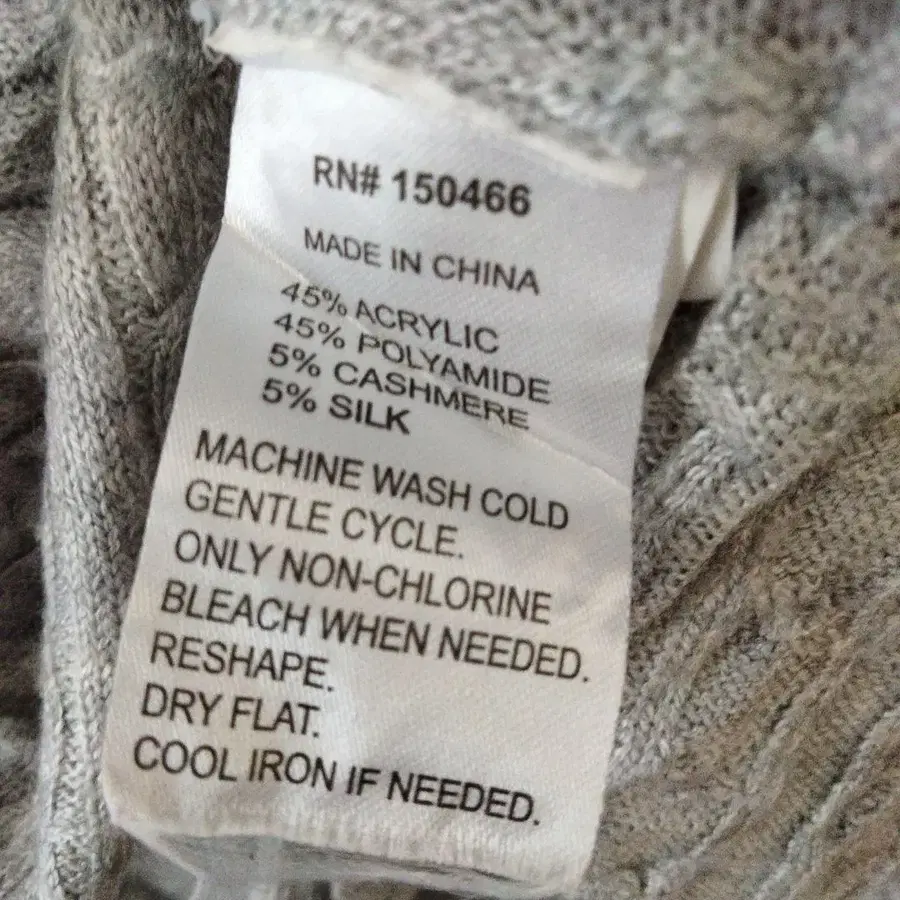 RN# 150466
MADE IN CHINA
45% ACRYLIC
45% POLYAMIDE
5% CASHMERE
5% SILK
MACHINE WASH COLD
GENTLE CYCLE.
ONLY NON-CHLORINE
BLEACH WHEN NEEDED.
RESHAPE.
DRY FLAT.
COOL IRON IF NEEDED.